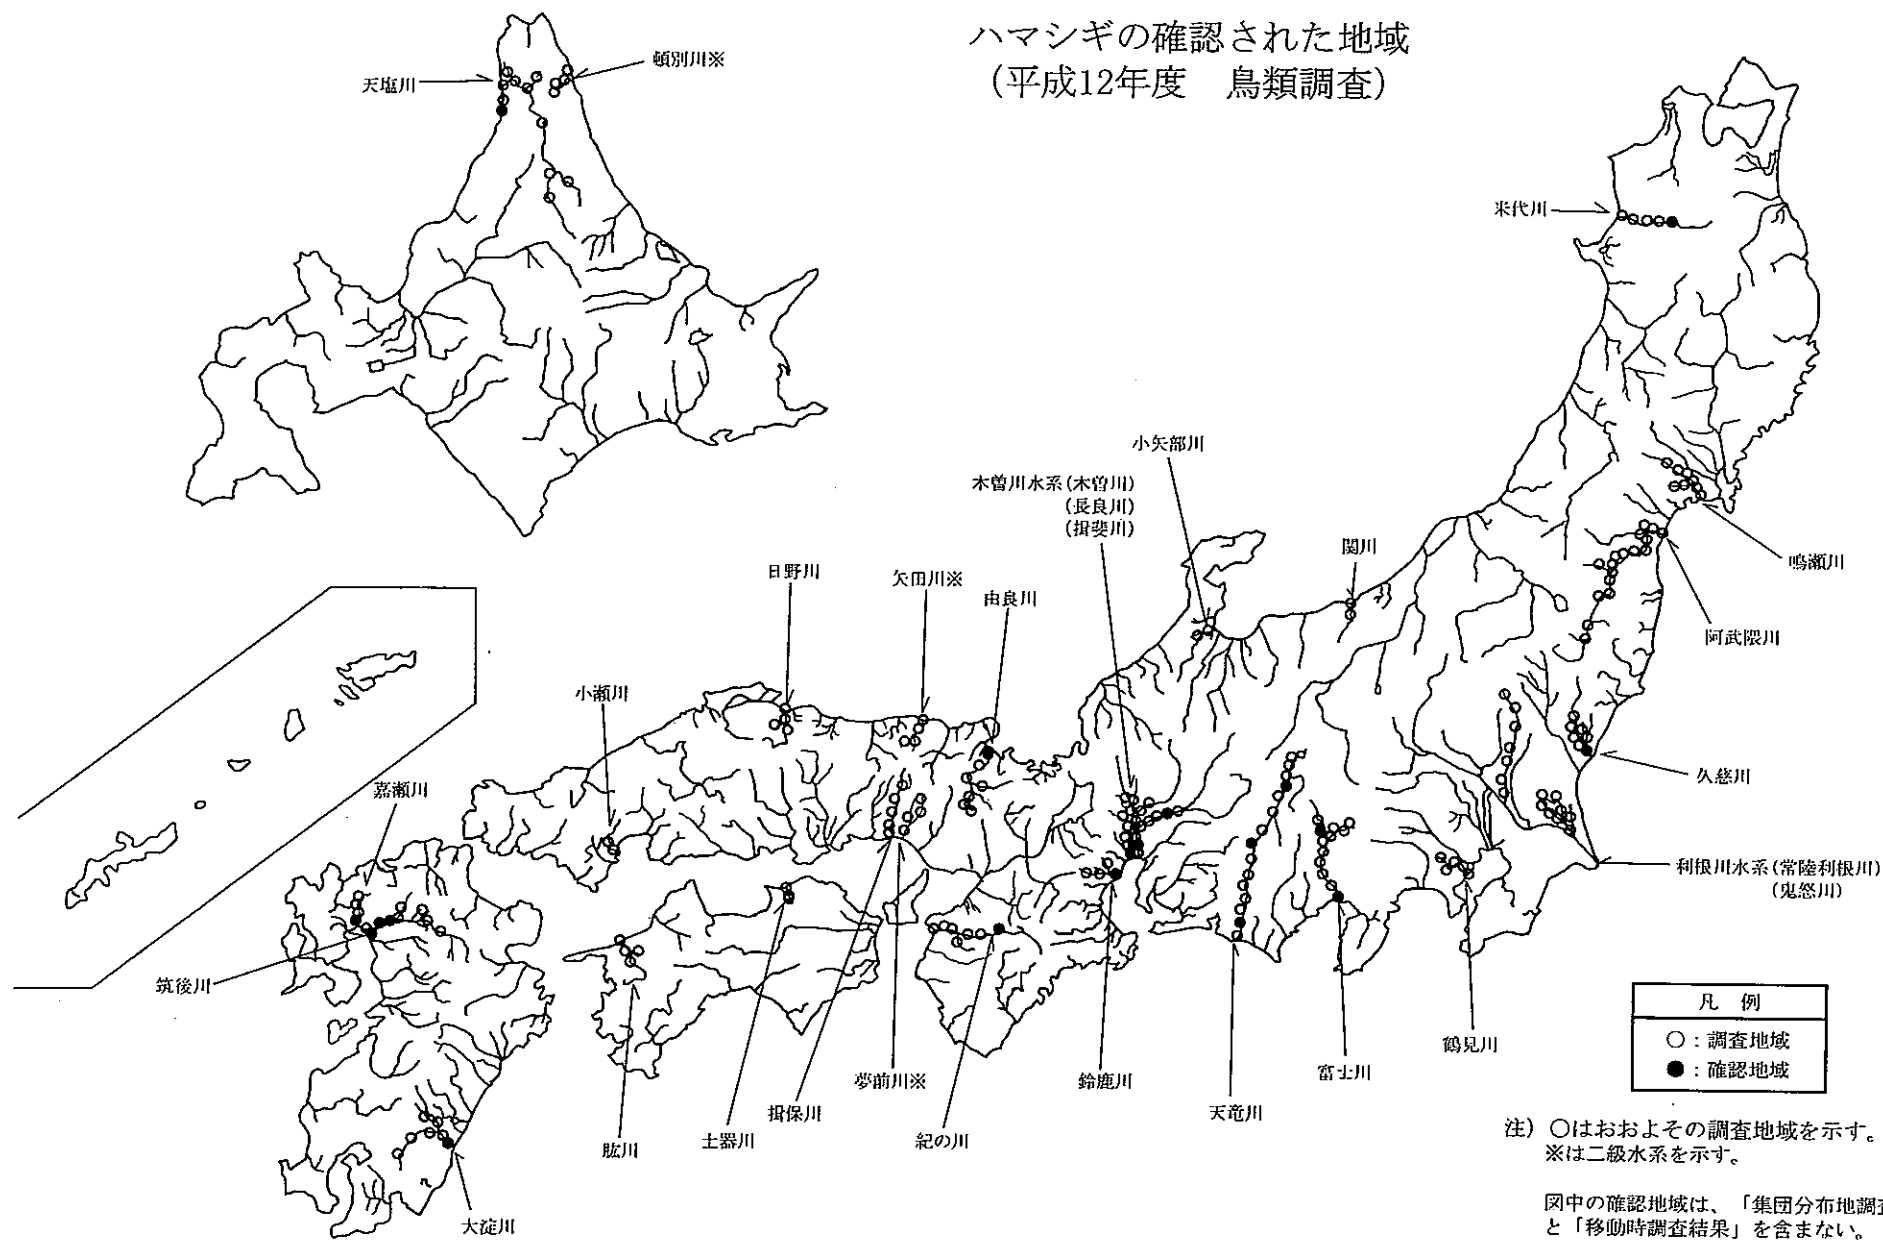 ハマシギの確認された地域
(平成12年度 鳥類調査)
天塩川
頓別川※
米代川
小矢部川
木曽川水系(木曽川)
(長良川)
(揖斐川)
関川
鳴瀬川
日野川
矢田川※
由良川
阿武隈川
小瀬川
久慈川
嘉瀬川
利根川水系(常陸利根川)
(鬼怒川)
筑後川
鶴見川
富士川
鈴鹿川
夢前川※
揖保川
天竜川
紀の川
土器川
肱川
大淀川
凡 例
○:調査地域
●:確認地域
注) ○はおおよその調査地域を示す。
※は二級水系を示す。
図中の確認地域は、「集団分布地調査
と「移動時調査結果」を含まない。